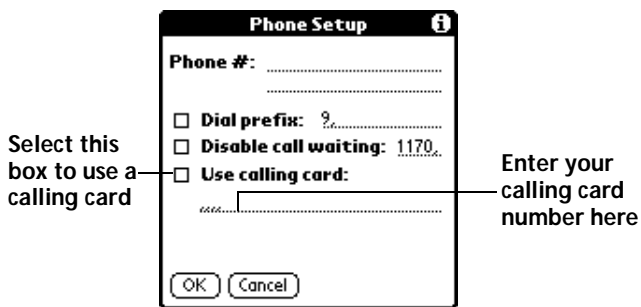 Phone Setup
Phone #:
Dial prefix: 9,
Disable call waiting: 1170,
Use calling card:
,,,,
OK Cancel
Select this
box to use a
calling card
Enter your
calling card
number here